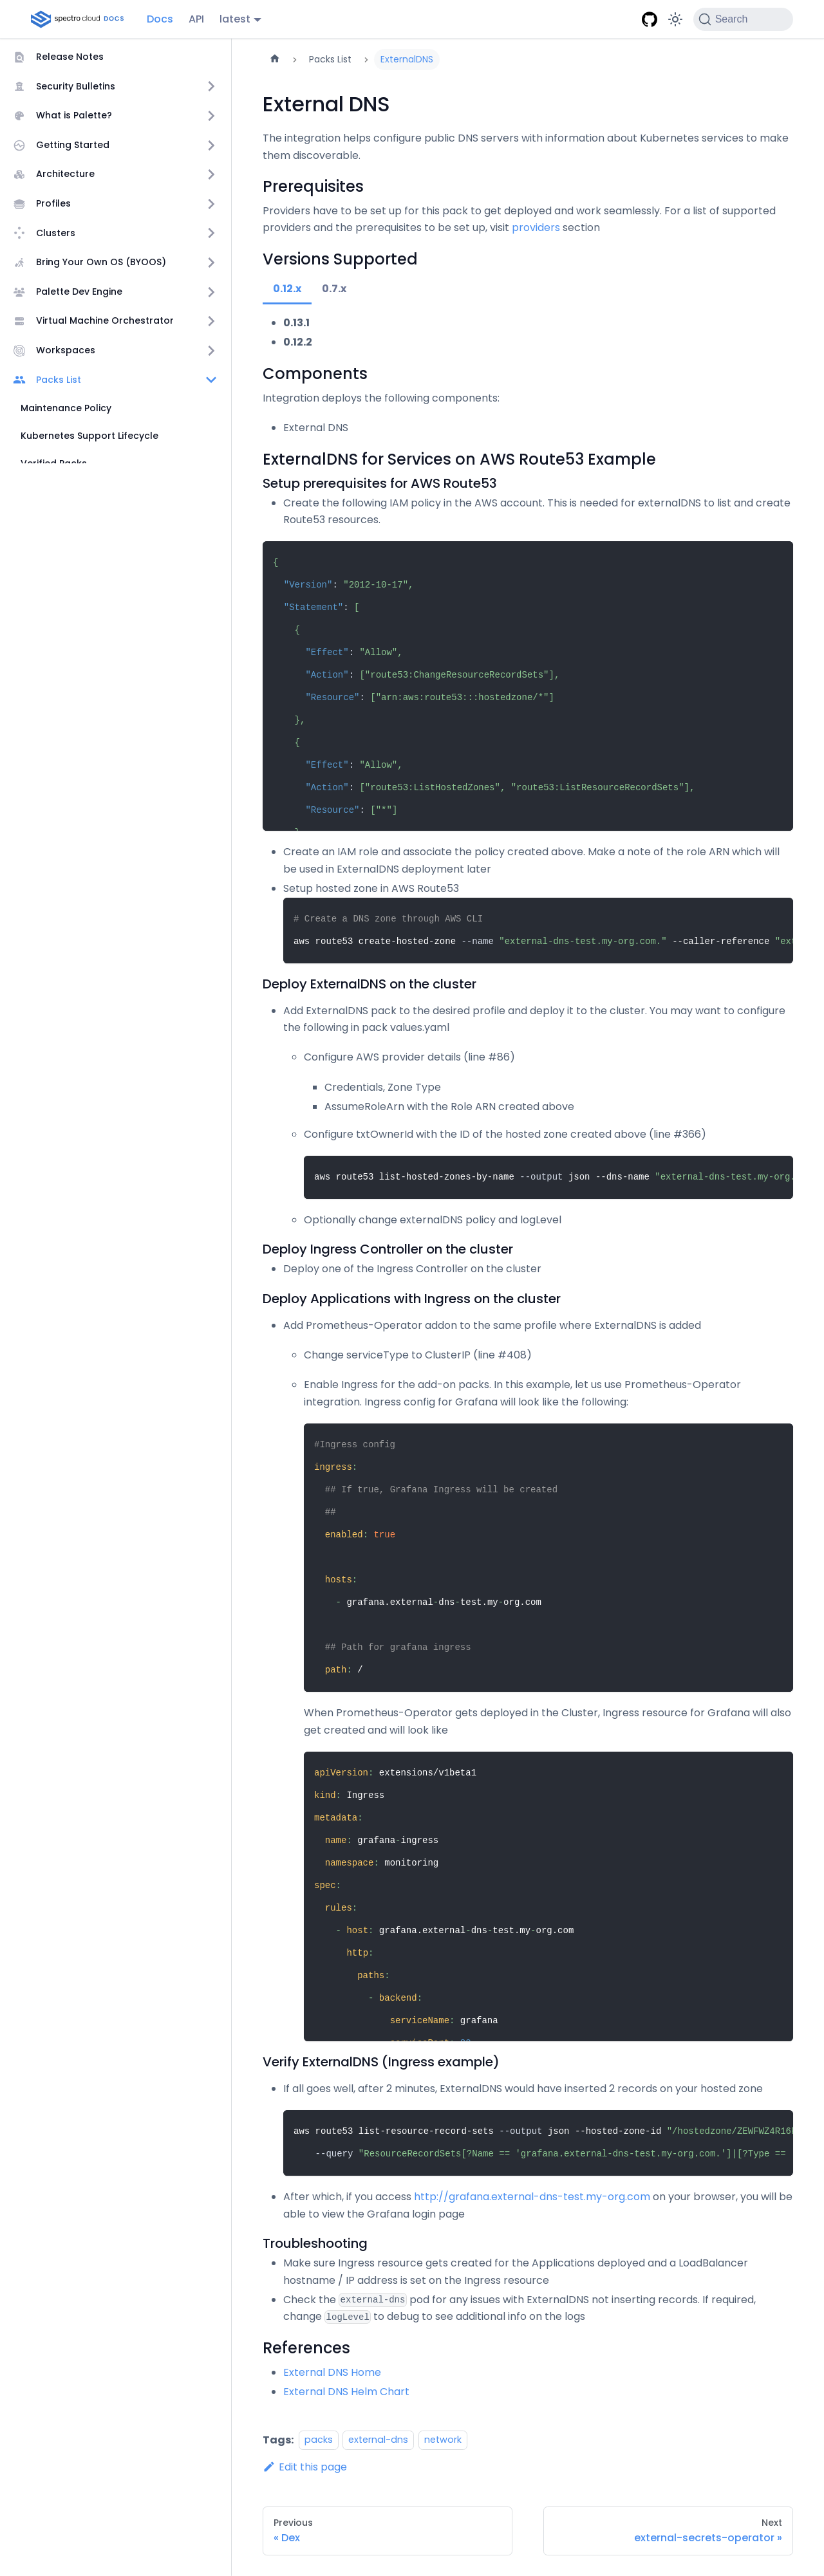 spectro cloud DOCS
Docs
API
latest
Search
Release Notes
Security Bulletins
What is Palette?
Getting Started
Architecture
Profiles
Clusters
Bring Your Own OS (BYOOS)
Palette Dev Engine
Virtual Machine Orchestrator
Workspaces
Packs List
Maintenance Policy
Kubernetes Support Lifecycle
Verified Packs
Packs List
ExternalDNS
External DNS
The integration helps configure public DNS servers with information about Kubernetes services to make
them discoverable.
Prerequisites
Providers have to be set up for this pack to get deployed and work seamlessly. For a list of supported
providers and the prerequisites to be set up, visit providers section
Versions Supported
0.12.x
0.7.x
• 0.13.1
• 0.12.2
Components
Integration deploys the following components:
• External DNS
ExternalDNS for Services on AWS Route53 Example
Setup prerequisites for AWS Route53
• Create the following IAM policy in the AWS account. This is needed for externalDNS to list and create
Route53 resources.
{
"Version": "2012-10-17",
"Statement": [
{
"Effect": "Allow",
"Action": ["route53:ChangeResourceRecordSets"],
"Resource": ["arn:aws:route53:::hostedzone/*"]
},
{
"Effect": "Allow",
"Action": ["route53:ListHostedZones", "route53:ListResourceRecordSets"],
"Resource": ["*"]
• Create an IAM role and associate the policy created above. Make a note of the role ARN which will
be used in ExternalDNS deployment later
• Setup hosted zone in AWS Route53
# Create a DNS zone through AWS CLI
aws route53 create-hosted-zone --name "external-dns-test.my-org.com." --caller-reference "ext
Deploy ExternalDNS on the cluster
• Add ExternalDNS pack to the desired profile and deploy it to the cluster. You may want to configure
the following in pack values.yaml
◦ Configure AWS provider details (line #86)
▪ Credentials, Zone Type
▪ AssumeRoleArn with the Role ARN created above
◦ Configure txtOwnerId with the ID of the hosted zone created above (line #366)
aws route53 list-hosted-zones-by-name --output json --dns-name "external-dns-test.my-org.
◦ Optionally change externalDNS policy and logLevel
Deploy Ingress Controller on the cluster
• Deploy one of the Ingress Controller on the cluster
Deploy Applications with Ingress on the cluster
• Add Prometheus-Operator addon to the same profile where ExternalDNS is added
◦ Change serviceType to ClusterIP (line #408)
◦ Enable Ingress for the add-on packs. In this example, let us use Prometheus-Operator
integration. Ingress config for Grafana will look like the following:
#Ingress config
ingress:
## If true, Grafana Ingress will be created
##
enabled: true
hosts:
- grafana.external-dns-test.my-org.com
## Path for grafana ingress
path: /
When Prometheus-Operator gets deployed in the Cluster, Ingress resource for Grafana will also
get created and will look like
apiVersion: extensions/v1beta1
kind: Ingress
metadata:
name: grafana-ingress
namespace: monitoring
spec:
rules:
- host: grafana.external-dns-test.my-org.com
http:
paths:
- backend:
serviceName: grafana
Verify ExternalDNS (Ingress example)
• If all goes well, after 2 minutes, ExternalDNS would have inserted 2 records on your hosted zone
aws route53 list-resource-record-sets --output json --hosted-zone-id "/hostedzone/ZEWFWZ4R16
--query "ResourceRecordSets[?Name == 'grafana.external-dns-test.my-org.com.']|[?Type ==
• After which, if you access http://grafana.external-dns-test.my-org.com on your browser, you will be
able to view the Grafana login page
Troubleshooting
• Make sure Ingress resource gets created for the Applications deployed and a LoadBalancer
hostname / IP address is set on the Ingress resource
• Check the external-dns pod for any issues with ExternalDNS not inserting records. If required,
change logLevel to debug to see additional info on the logs
References
• External DNS Home
• External DNS Helm Chart
Tags: packs external-dns network
Edit this page
Previous
« Dex
Next
external-secrets-operator »